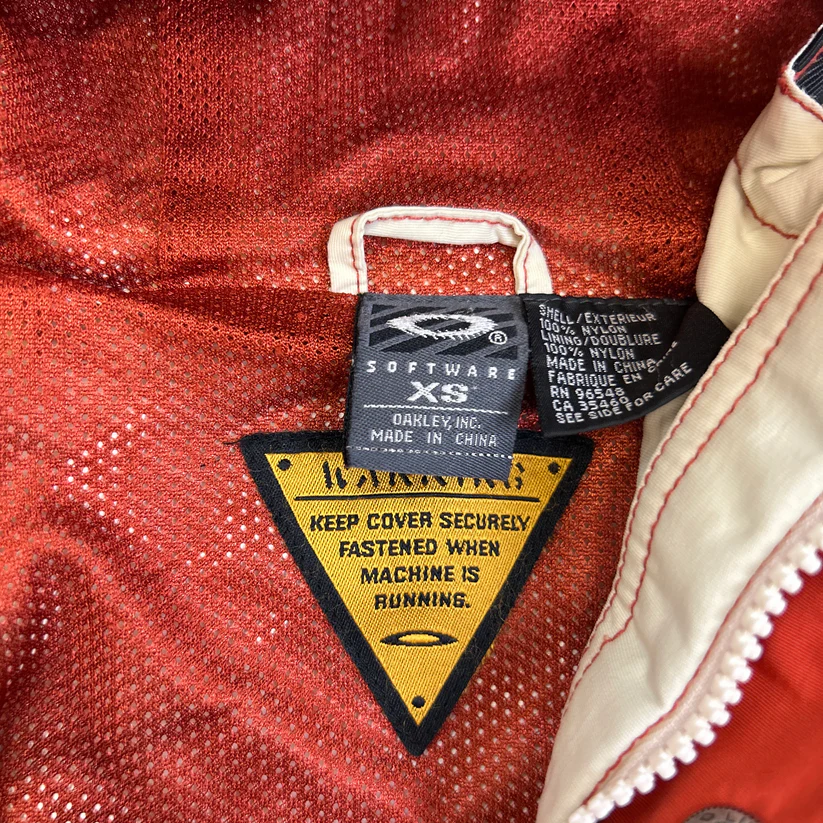 ®
SOFTWARE
XS
OAKLEY, INC.
MADE IN CHINA
SHELL/EXTERIEUR
100% NYLON
LINING/DOUBLURE
100% NYLON
MADE IN CHINA
FABRIQUE EN
RN 96548
CA 35460
SEE SIDE FOR CARE
WARNING
KEEP COVER SECURELY
FASTENED WHEN
MACHINE IS
RUNNING.